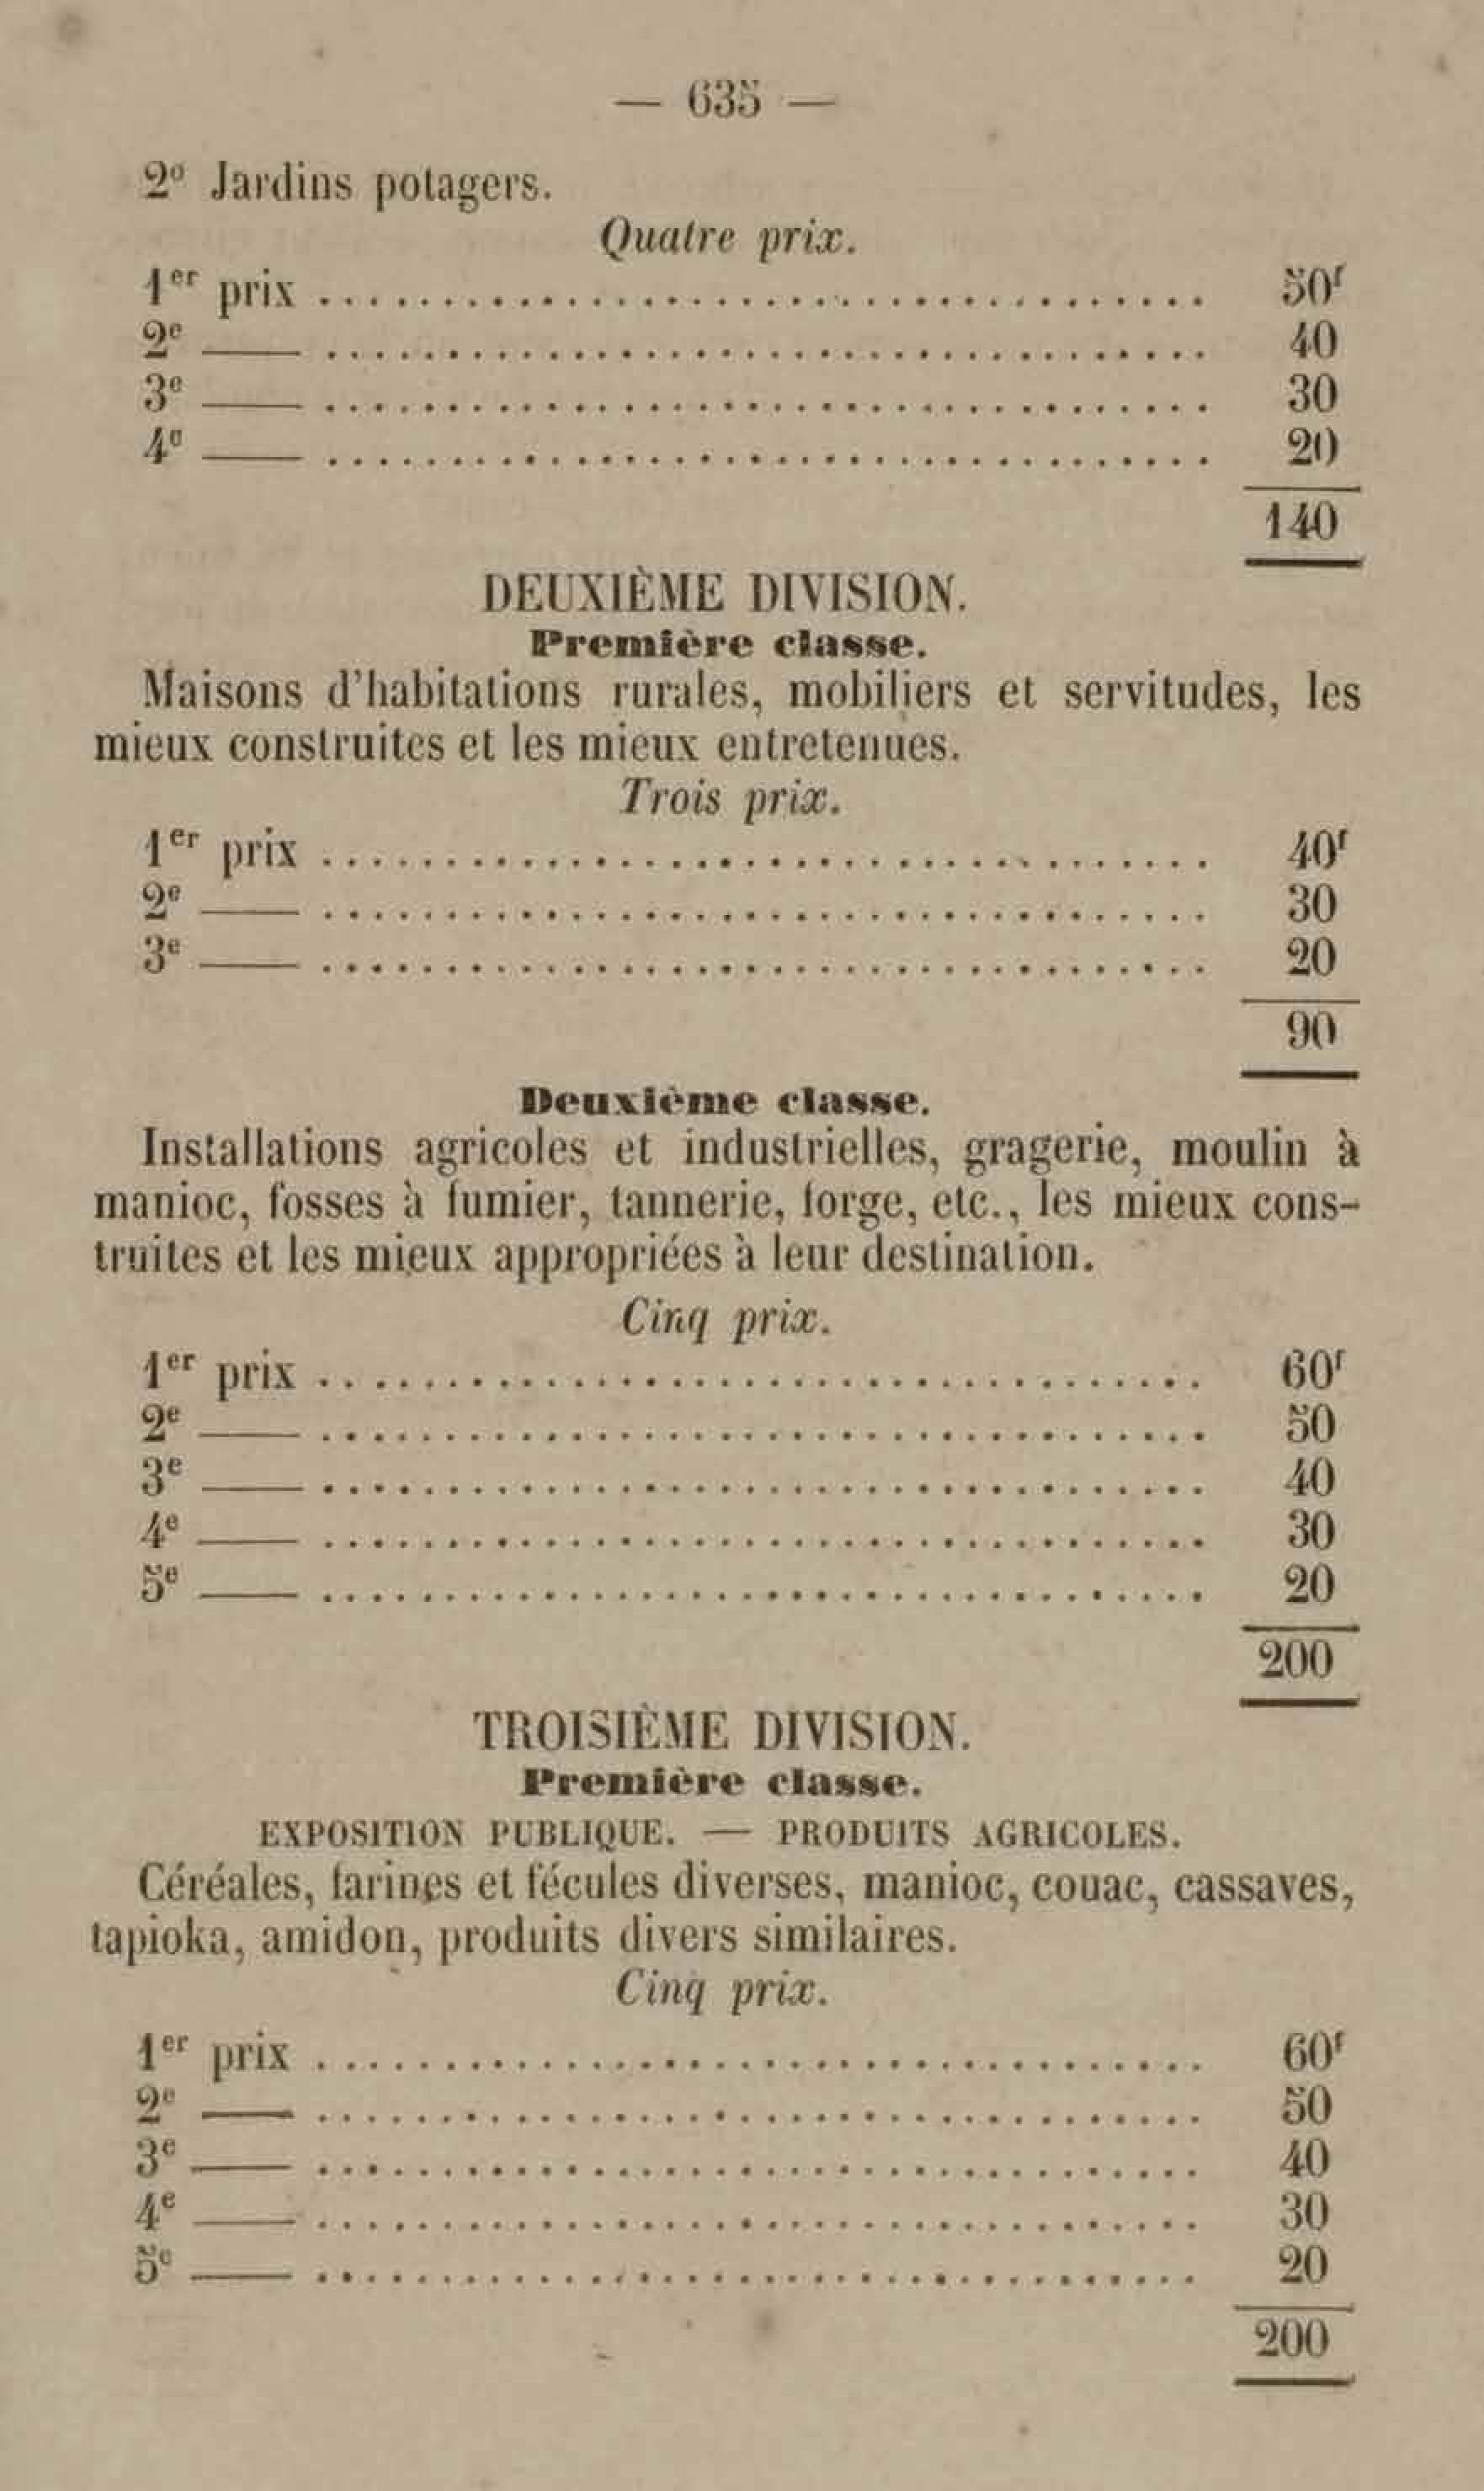 — 635 —
2º Jardins potagers.
Quatre prix.
1er prix .................................... 50f
2e — .................................... 40
3e — .................................... 30
4e — .................................... 20
140
DEUXIÈME DIVISION.
Première classe.
Maisons d'habitations rurales, mobiliers et servitudes, les
mieux construites et les mieux entretenues.
Trois prix.
1er prix .................................... 40f
2e — .................................... 30
3e — .................................... 20
90
Deuxième classe.
Installations agricoles et industrielles, gragerie, moulin à
manioc, fosses à fumier, tannerie, forge, etc., les mieux cons-
truites et les mieux appropriées à leur destination.
Cinq prix.
1er prix .................................... 60f
2e — .................................... 50
3e — .................................... 40
4e — .................................... 30
5e — .................................... 20
200
TROISIÈME DIVISION.
Première classe.
EXPOSITION PUBLIQUE. — PRODUITS AGRICOLES.
Céréales, farines et fécules diverses, manioc, couac, cassaves,
tapioka, amidon, produits divers similaires.
Cinq prix.
1er prix .................................... 60f
2e — .................................... 50
3e — .................................... 40
4e — .................................... 30
5e — .................................... 20
200